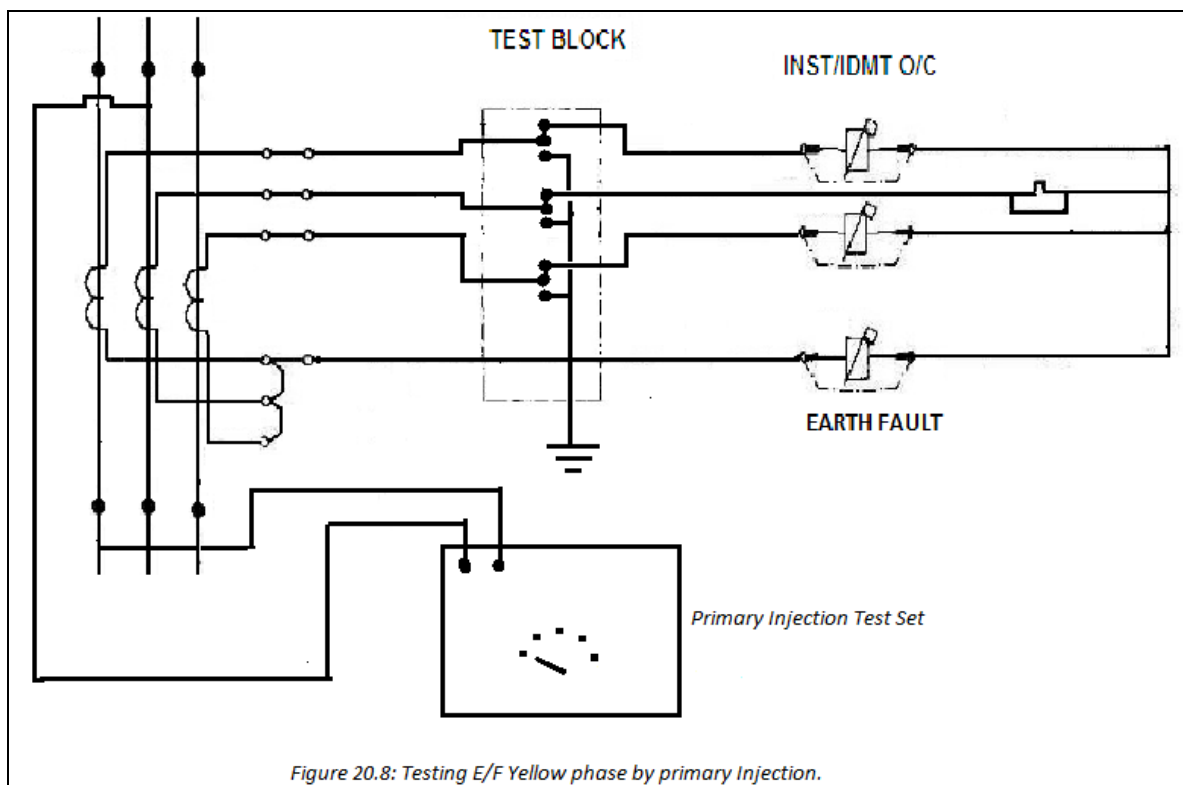 TEST BLOCK
INST/IDMT O/C
EARTH FAULT
Primary Injection Test Set
Figure 20.8: Testing E/F Yellow phase by primary Injection.